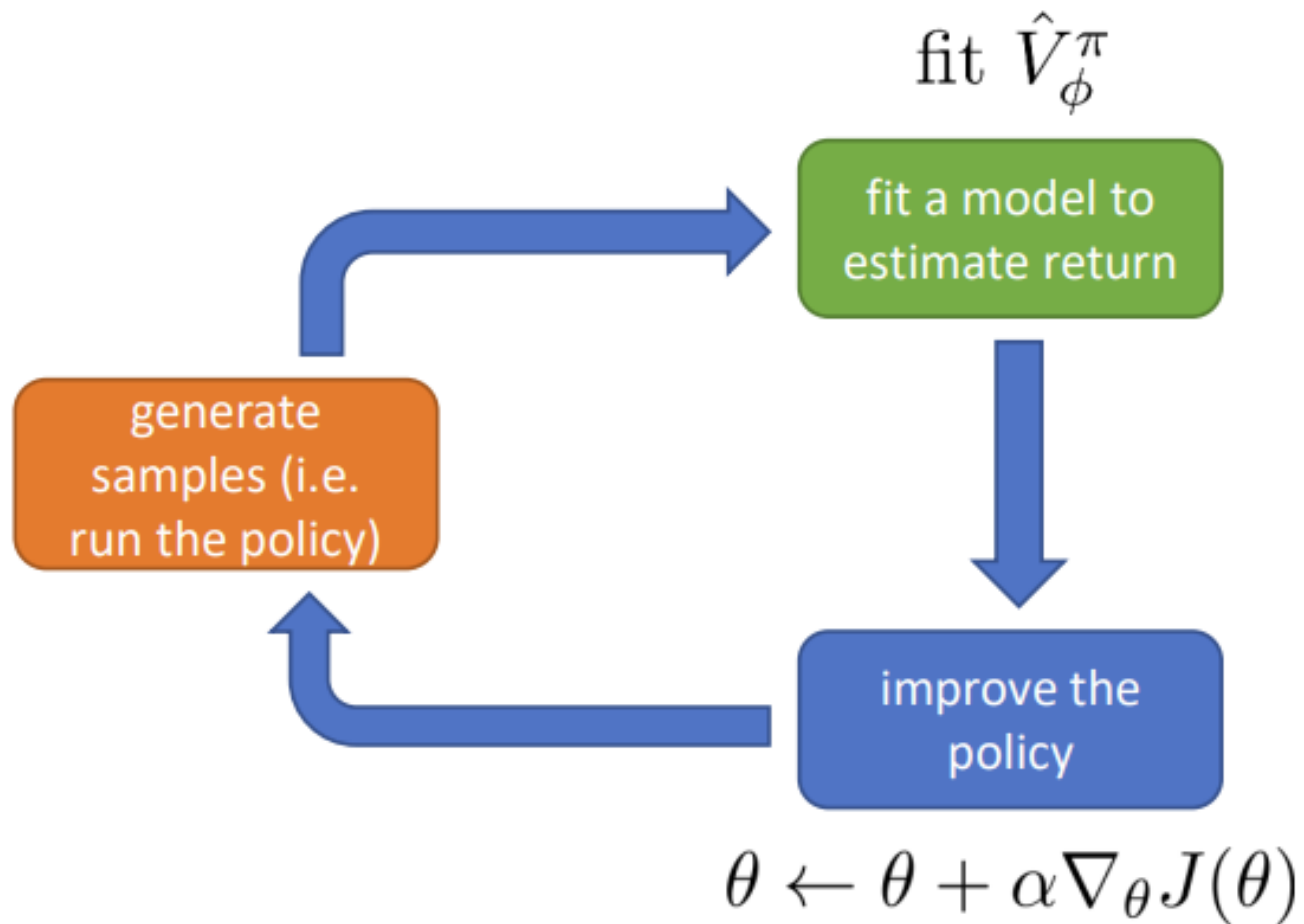 fit $\hat{V}_{\phi}^{\pi}$
fit a model to
estimate return
generate
samples (i.e.
run the policy)
improve the
policy
$\theta \leftarrow \theta + \alpha \nabla_{\theta} J(\theta)$